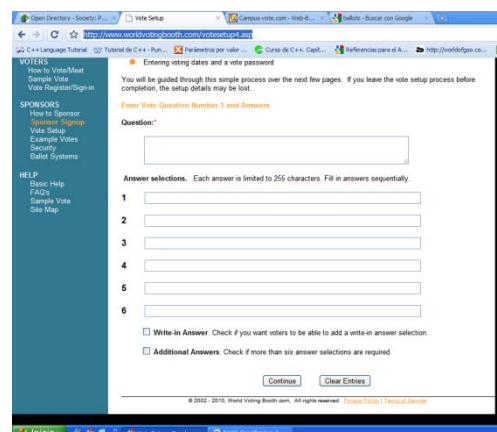 Open Directory - Society: P...
Vote Setup
Campus-vote.com - Web-B...
ballots - Buscar con Google
http://www.worldvotingbooth.com/votesetup4.asp
C++ Language Tutorial
Tutorial de C++ - Pun...
Parámetros por valor ...
Curso de C++. Capít...
Referencias para el A...
http://worldofgoo.co...
VOTERS
How to Vote/Meet
Sample Vote
Vote Register/Sign-in
SPONSORS
How to Sponsor
Sponsor Signup
Vote Setup
Example Votes
Security
Ballot Systems
HELP
Basic Help
FAQ's
Sample Vote
Site Map
Entering voting dates and a vote password
You will be guided through this simple process over the next few pages. If you leave the vote setup process before
completion, the setup details may be lost.
Enter Vote Question Number 1 and Answers
Question:*
Answer selections. Each answer is limited to 255 characters. Fill in answers sequentially.
1
2
3
4
5
6
Write-in Answer. Check if you want voters to be able to add a write-in answer selection.
Additional Answers. Check if more than six answer selections are required.
Continue
Clear Entries
© 2002 - 2010, World Voting Booth.com, All rights reserved. Privacy Policy | Terms of Service
Inicio